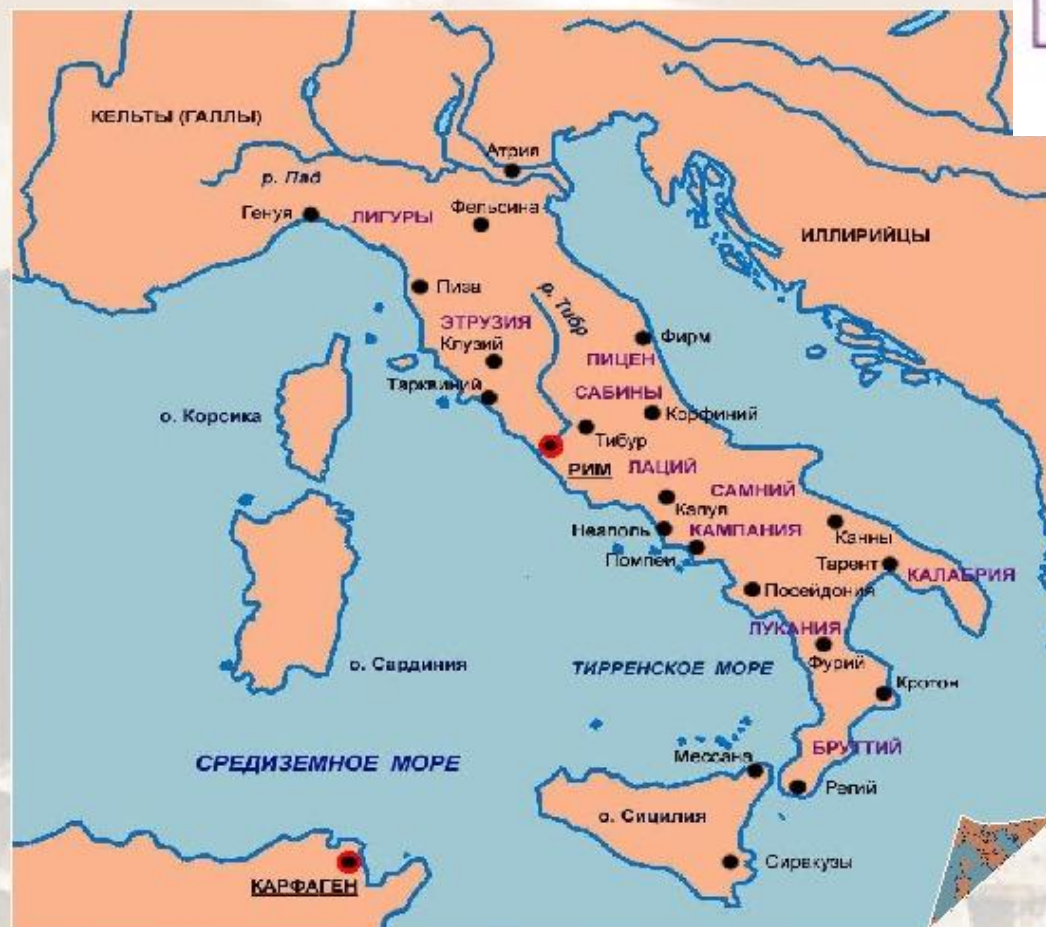 КЕЛЬТЫ (ГАЛЛЫ)
Атрия
р. Пад
Генуя
ЛИГУРЫ
Фельсина
ИЛЛИРИЙЦЫ
Пиза
р. Тибр
ЭТРУЗИЯ
Фирм
Клузий
ПИЦЕН
Тарквиний
САБИНЫ
о. Корсика
Корфиний
Тибур
РИМ
ЛАЦИЙ
САМНИЙ
Капуя
Неаполь
КАМПАНИЯ
Канны
Помпеи
Тарент
КАЛАБРИЯ
Посейдония
ЛУКАНИЯ
о. Сардиния
ТИРРЕНСКОЕ МОРЕ
Фурий
Кротон
СРЕДИЗЕМНОЕ МОРЕ
Мессана
БРУТТИЙ
Регий
о. Сицилия
Сиракузы
КАРФАГЕН